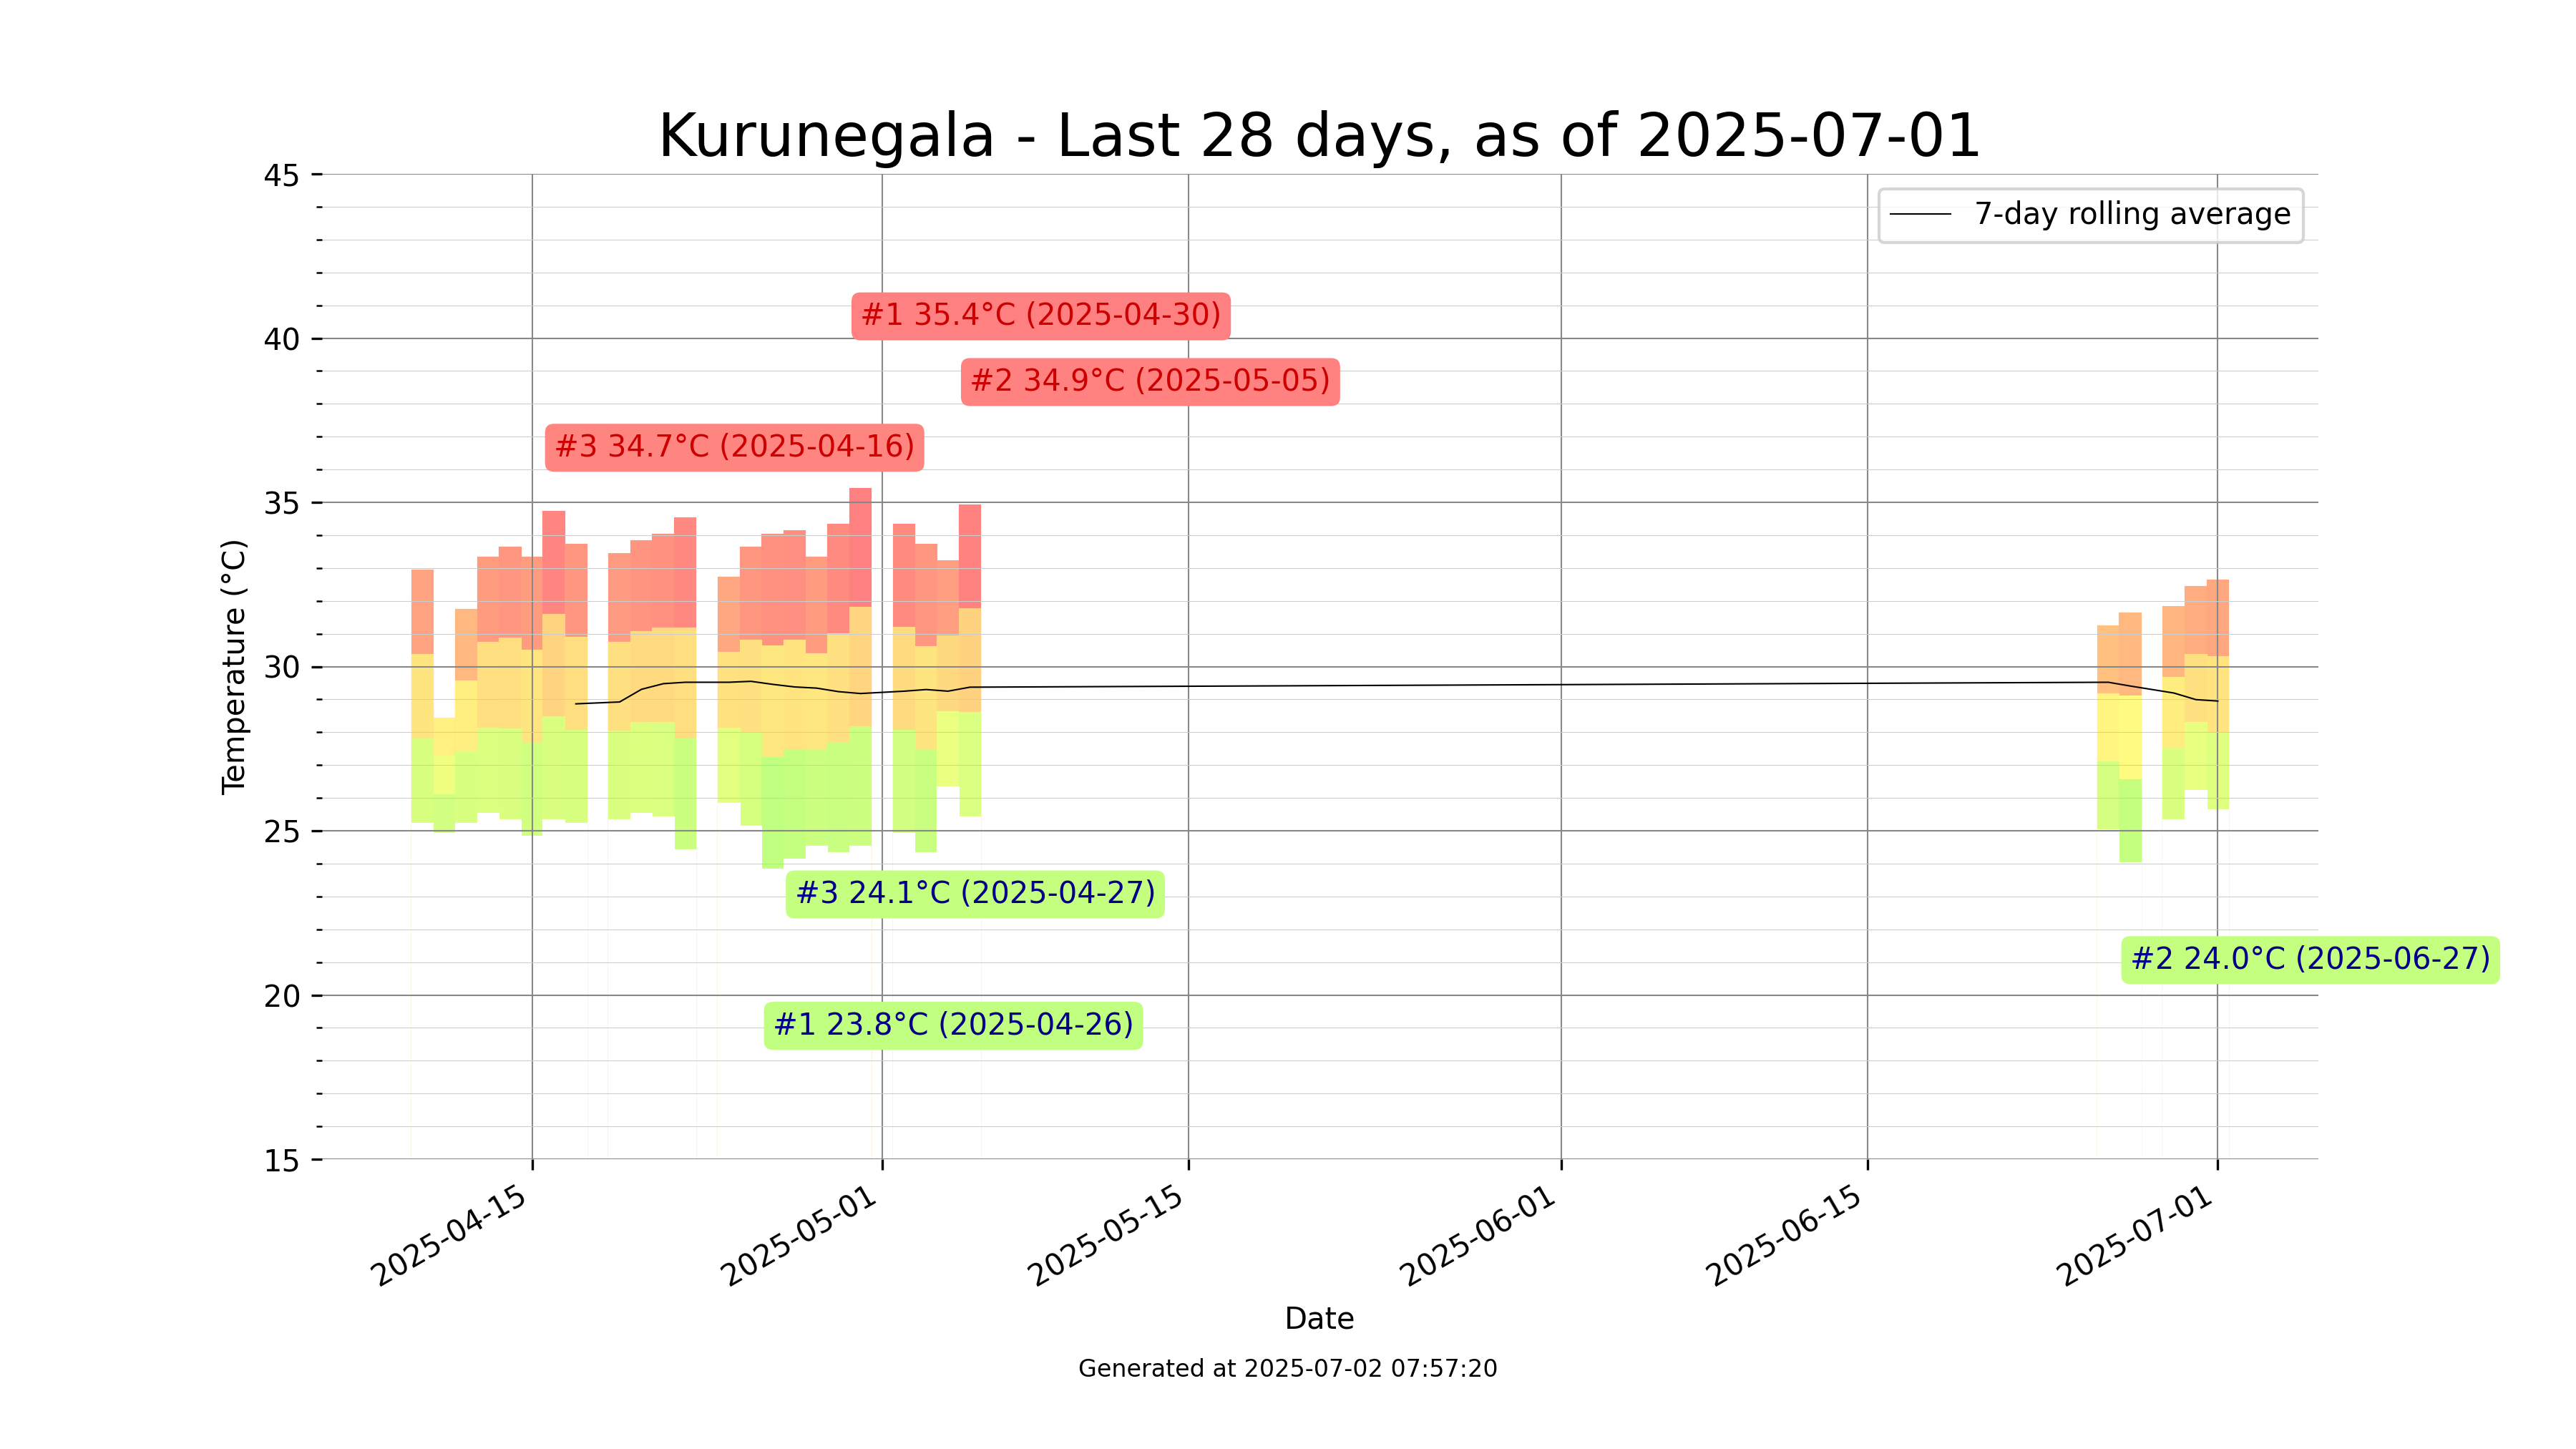 Kurunegala - Last 28 days, as of 2025-07-01
45
40
35
30
25
20
15
Temperature (°C)
7-day rolling average
#1 35.4°C (2025-04-30)
#2 34.9°C (2025-05-05)
#3 34.7°C (2025-04-16)
#3 24.1°C (2025-04-27)
#2 24.0°C (2025-06-27)
#1 23.8°C (2025-04-26)
2025-04-15
2025-05-01
2025-05-15
2025-06-01
2025-06-15
2025-07-01
Date
Generated at 2025-07-02 07:57:20